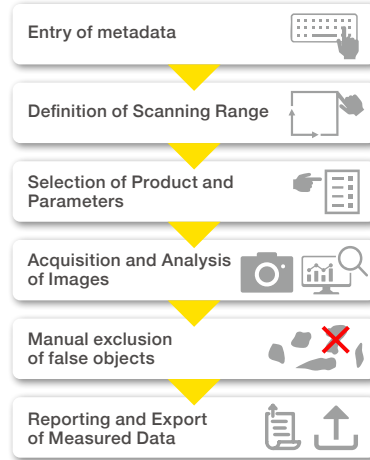 Entry of metadata
Definition of Scanning Range
Selection of Product and
Parameters
Acquisition and Analysis
of Images
Manual exclusion
of false objects
Reporting and Export
of Measured Data